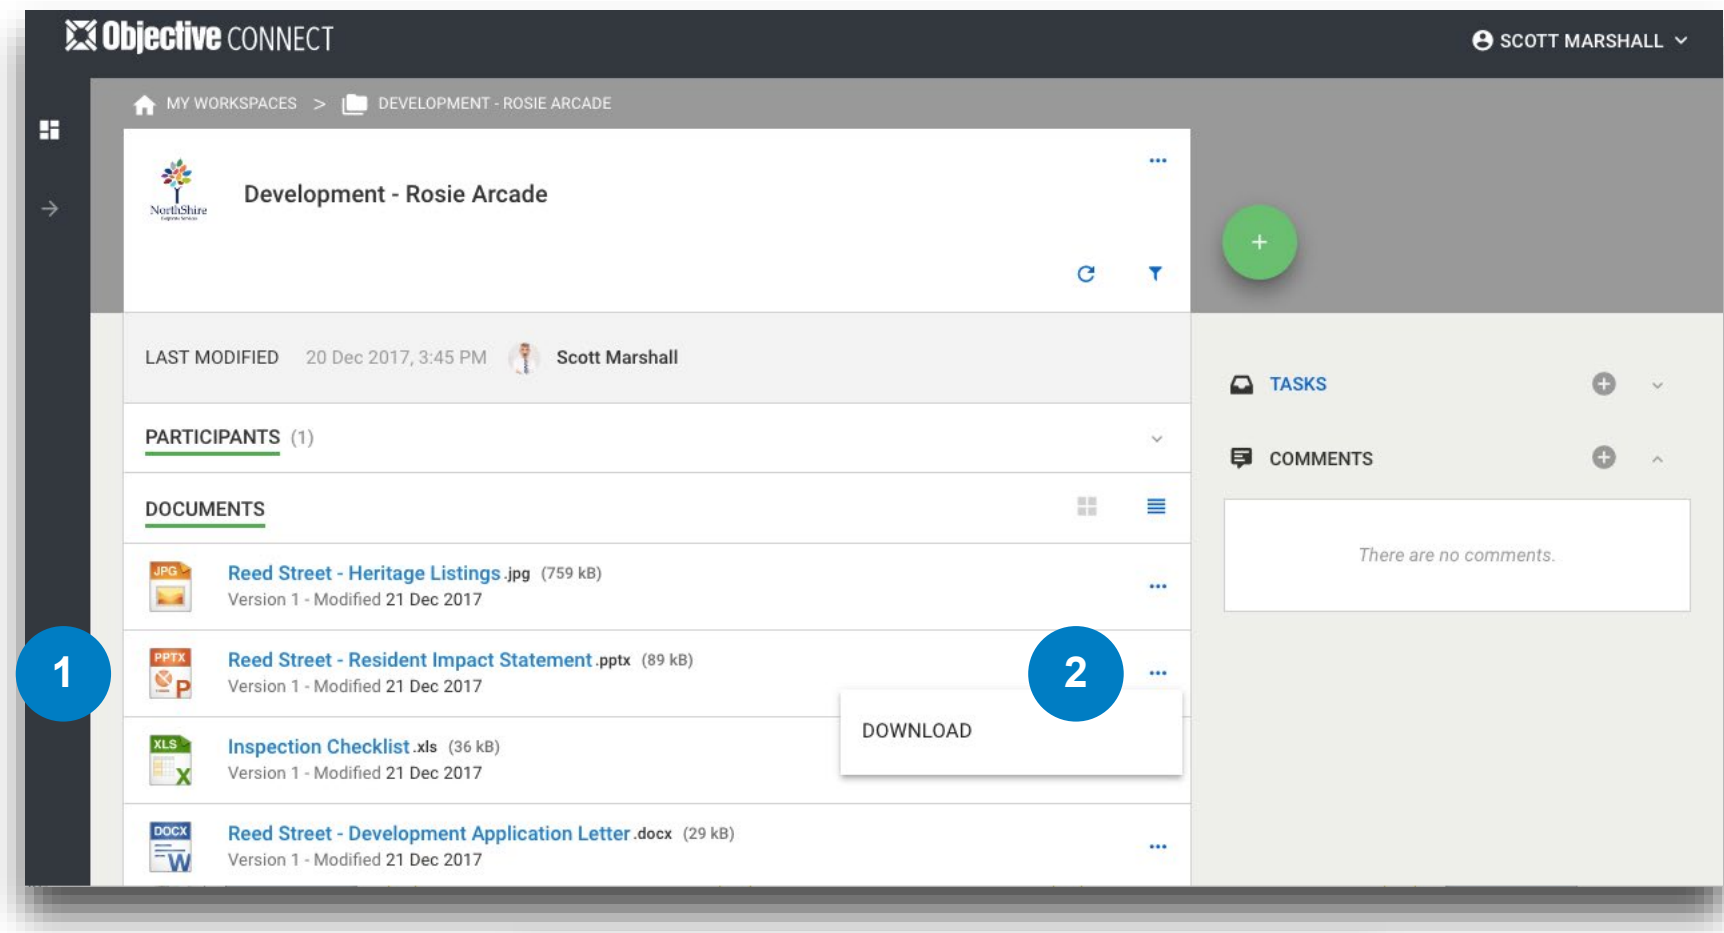 Objective CONNECT
SCOTT MARSHALL
MY WORKSPACES > DEVELOPMENT - ROSIE ARCADE
NorthShire
Development - Rosie Arcade
+
LAST MODIFIED 20 Dec 2017, 3:45 PM Scott Marshall
TASKS
PARTICIPANTS (1)
COMMENTS
DOCUMENTS
There are no comments.
JPG
Reed Street - Heritage Listings.jpg (759 kB)
Version 1 - Modified 21 Dec 2017
1
PPTX
P
Reed Street - Resident Impact Statement.pptx (89 kB)
Version 1 - Modified 21 Dec 2017
2
DOWNLOAD
XLS
X
Inspection Checklist.xls (36 kB)
Version 1 - Modified 21 Dec 2017
DOCX
W
Reed Street - Development Application Letter.docx (29 kB)
Version 1 - Modified 21 Dec 2017